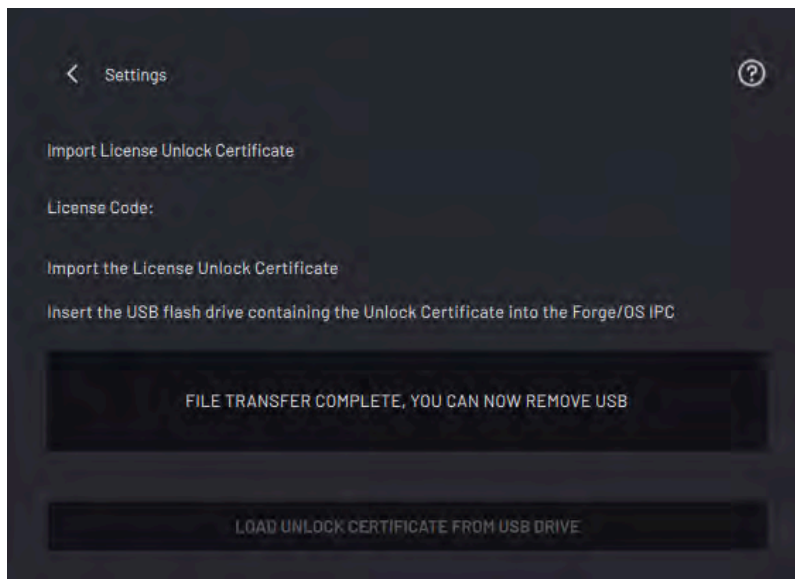 Settings
Import License Unlock Certificate
License Code:
Import the License Unlock Certificate
Insert the USB flash drive containing the Unlock Certificate into the Forge/OS IPC
FILE TRANSFER COMPLETE, YOU CAN NOW REMOVE USB
LOAD UNLOCK CERTIFICATE FROM USB DRIVE